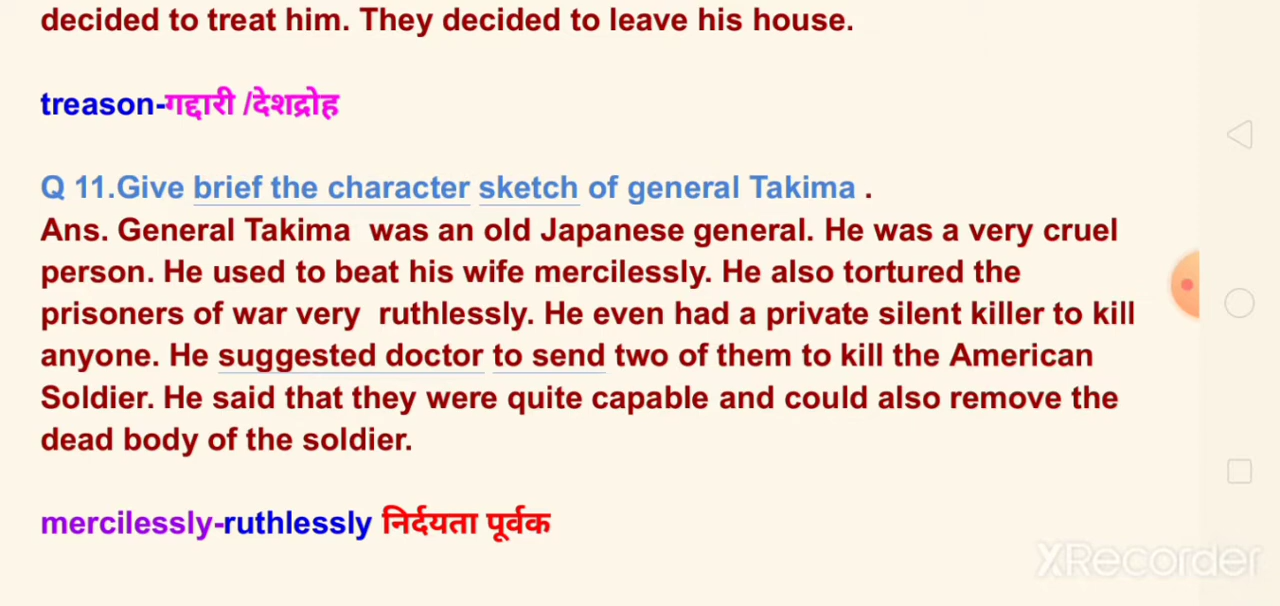 decided to treat him. They decided to leave his house.
treason-गद्दारी /देशद्रोह
Q 11.Give brief the character sketch of general Takima .
Ans. General Takima  was an old Japanese general. He was a very cruel
person. He used to beat his wife mercilessly. He also tortured the
prisoners of war very  ruthlessly. He even had a private silent killer to kill
anyone. He suggested doctor to send two of them to kill the American
Soldier. He said that they were quite capable and could also remove the
dead body of the soldier.
mercilessly-ruthlessly निर्दयता पूर्वक
XRecorder